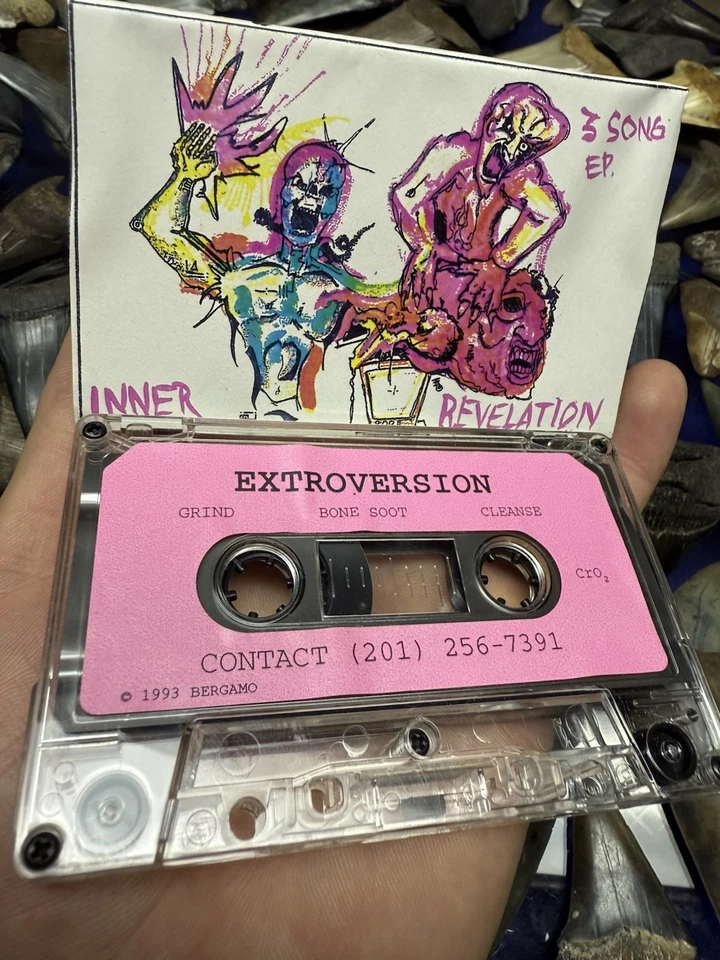 3 SONG
EP.
INNER
REVELATION
EXTROVERSION
GRIND BONE SOOT CLEANSE
CrO₂
CONTACT (201) 256-7391
© 1993 BERGAMO